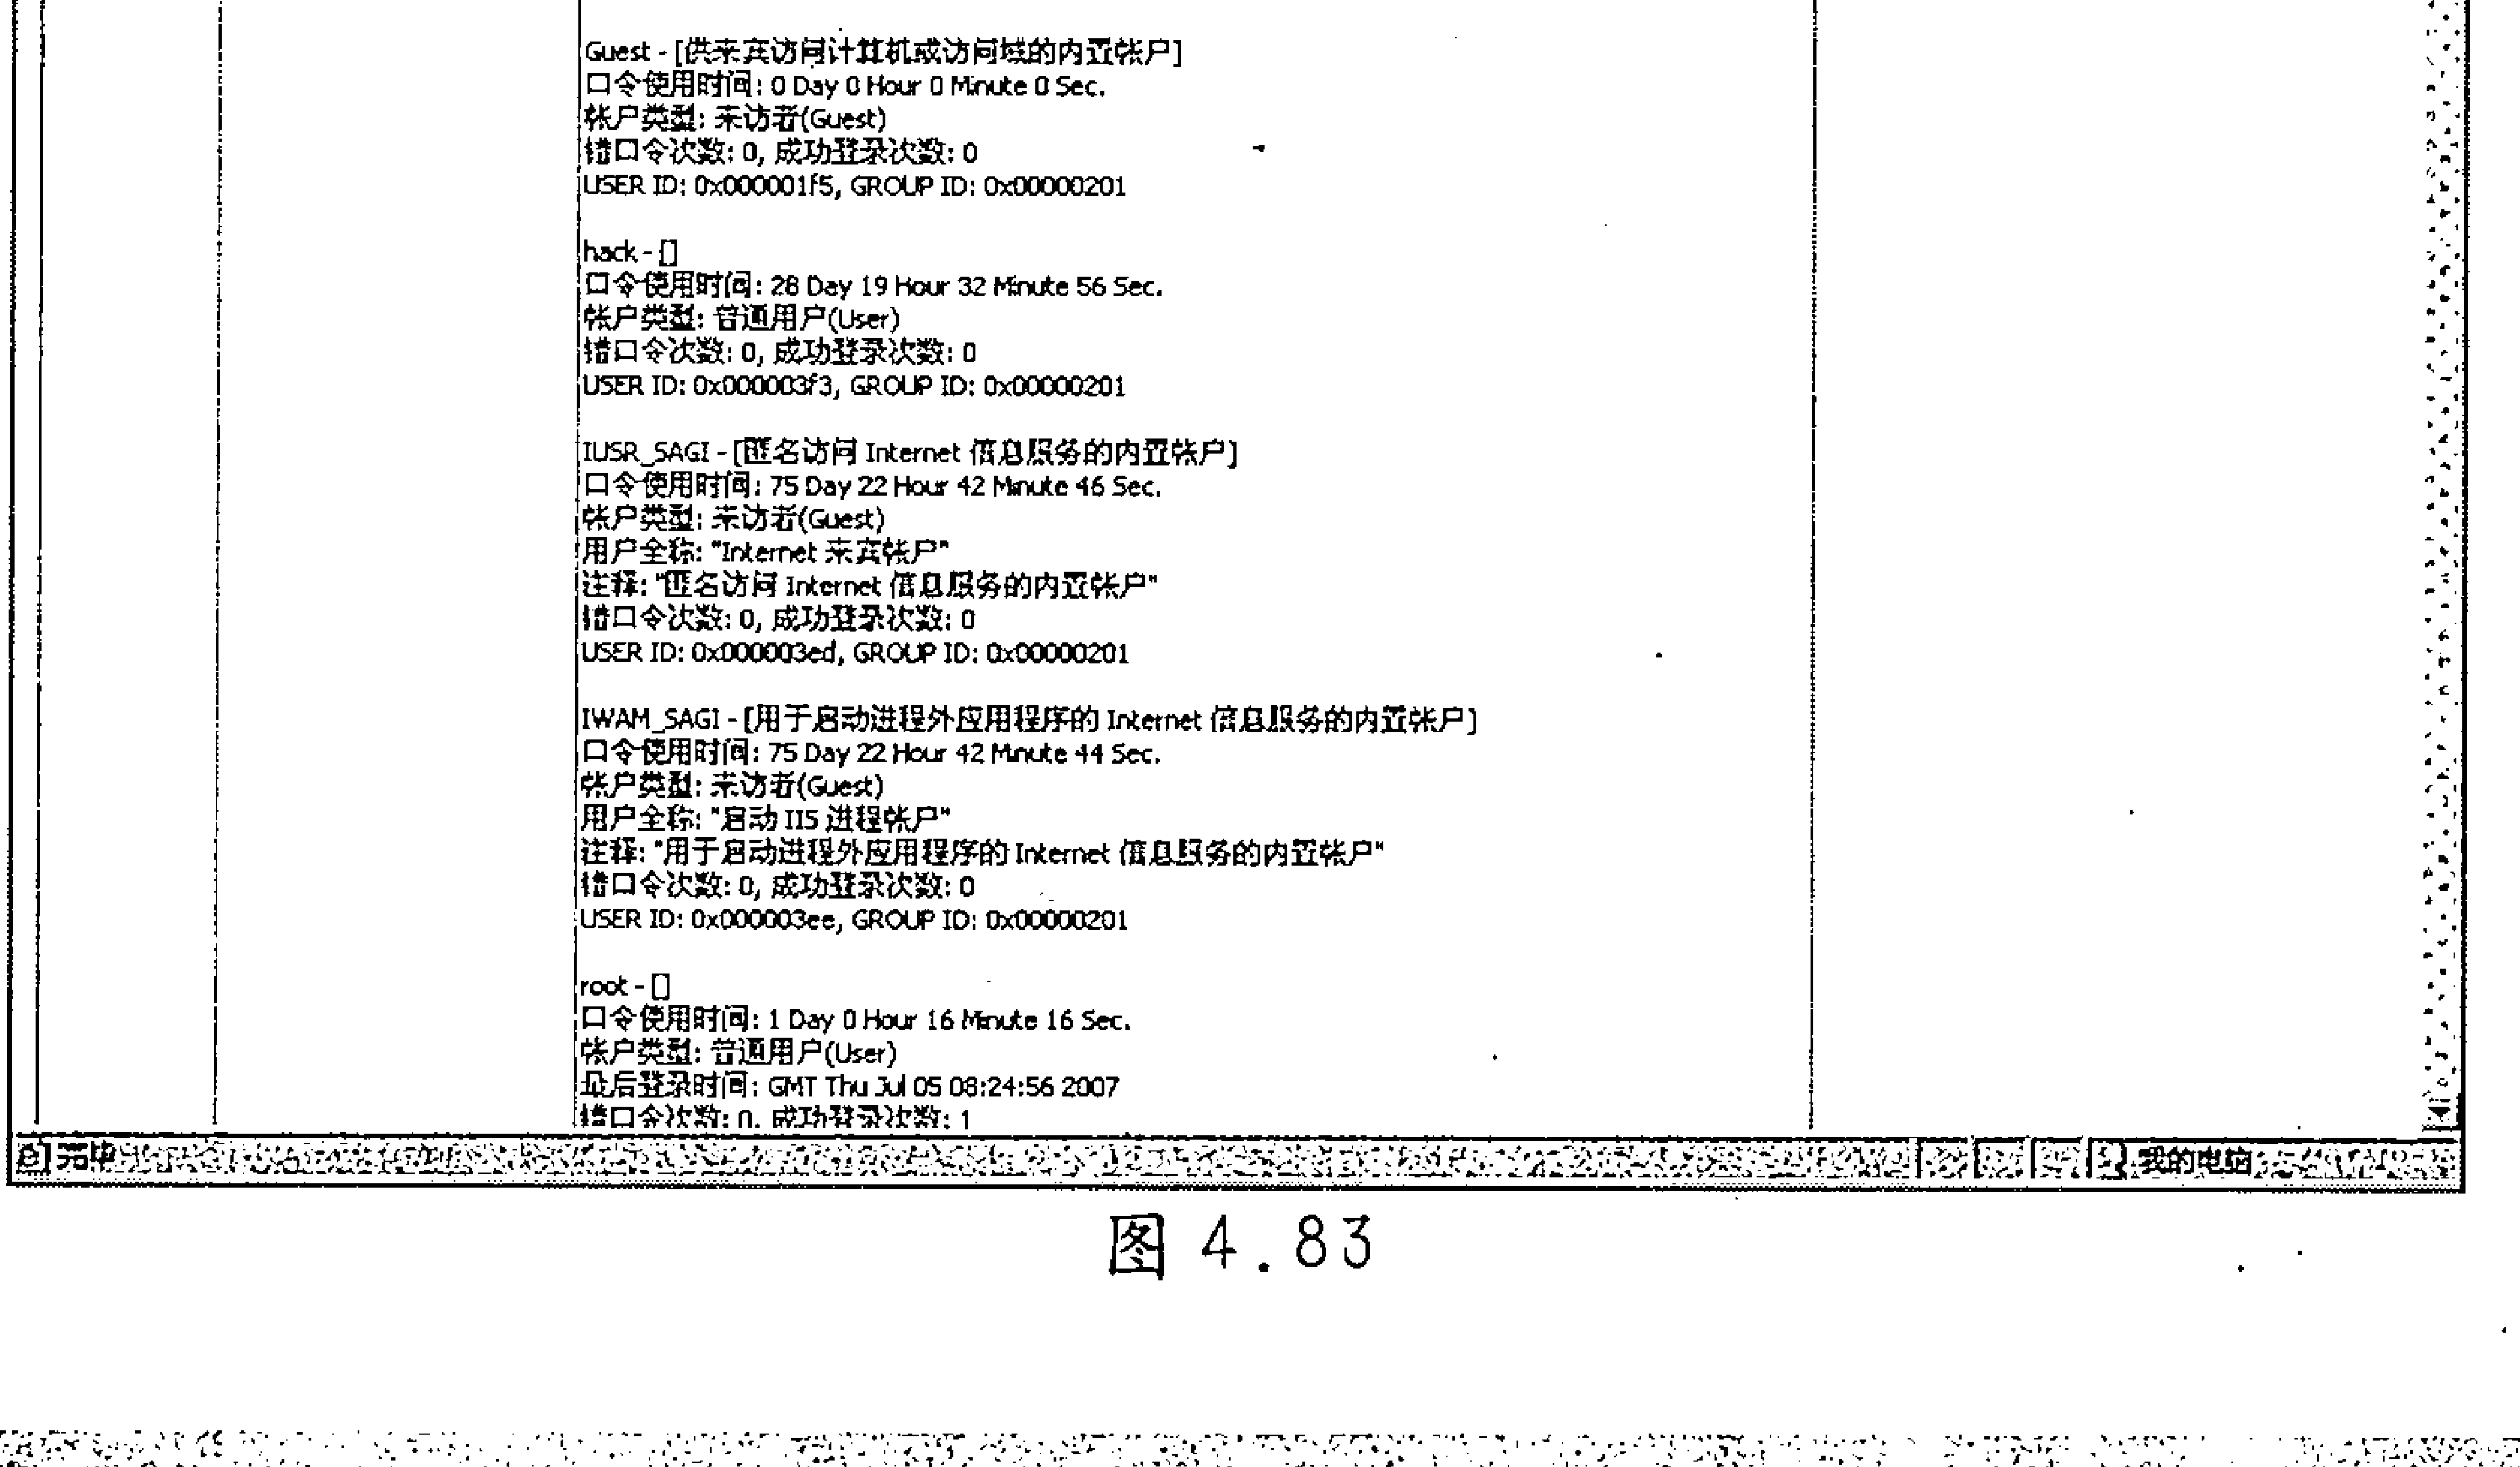 Guest - [供来宾访问计算机或访问域的内置帐户]
口令使用时间: 0 Day 0 Hour 0 Minute 0 Sec.
帐户类型: 来访者(Guest)
错口令次数: 0, 成功登录次数: 0
USER ID: 0x000001f5, GROUP ID: 0x00000201
hack - []
口令使用时间: 28 Day 19 Hour 32 Minute 56 Sec.
帐户类型: 普通用户(User)
错口令次数: 0, 成功登录次数: 0
USER ID: 0x000003f3, GROUP ID: 0x00000201
IUSR_SAGI - [匿名访问 Internet 信息服务的内置帐户]
口令使用时间: 75 Day 22 Hour 42 Minute 46 Sec.
帐户类型: 来访者(Guest)
用户全称: "Internet 来宾帐户"
注释: "匿名访问 Internet 信息服务的内置帐户"
错口令次数: 0, 成功登录次数: 0
USER ID: 0x000003ed, GROUP ID: 0x00000201
IWAM_SAGI - [用于启动进程外应用程序的 Internet 信息服务的内置帐户]
口令使用时间: 75 Day 22 Hour 42 Minute 44 Sec.
帐户类型: 来访者(Guest)
用户全称: "启动 IIS 进程帐户"
注释: "用于启动进程外应用程序的 Internet 信息服务的内置帐户"
错口令次数: 0, 成功登录次数: 0
USER ID: 0x000003ee, GROUP ID: 0x00000201
root - []
口令使用时间: 1 Day 0 Hour 16 Minute 16 Sec.
帐户类型: 普通用户(User)
最后登录时间: GMT Thu Jul 05 08:24:56 2007
错口令次数: 0, 成功登录次数: 1
完毕 我的电脑
图 4.83